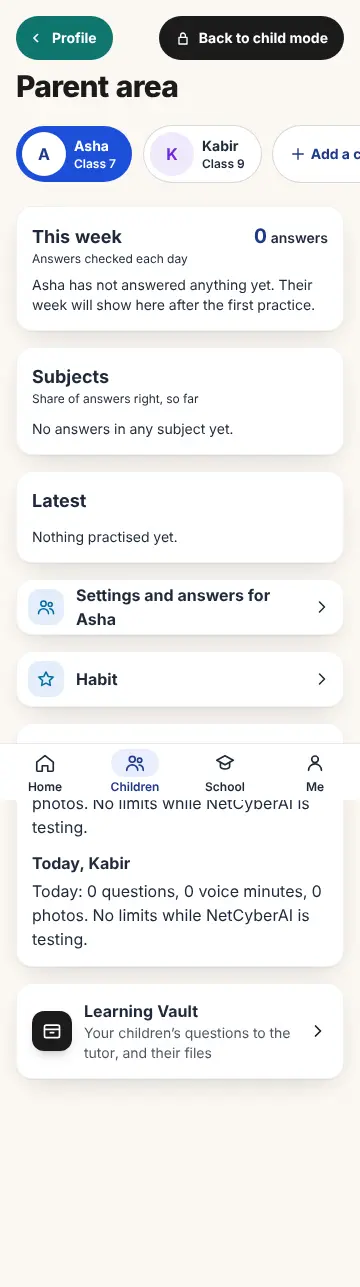 Profile
Back to child mode
Parent area
A
Asha
Class 7
K
Kabir
Class 9
Add a c
This week
0 answers
Answers checked each day
Asha has not answered anything yet. Their
week will show here after the first practice.
Subjects
Share of answers right, so far
No answers in any subject yet.
Latest
Nothing practised yet.
Settings and answers for
Asha
Habit
Home
Children
School
Me
photos. No limits while NetCyberAI is
testing.
Today, Kabir
Today: 0 questions, 0 voice minutes, 0
photos. No limits while NetCyberAI is
testing.
Learning Vault
Your children's questions to the
tutor, and their files